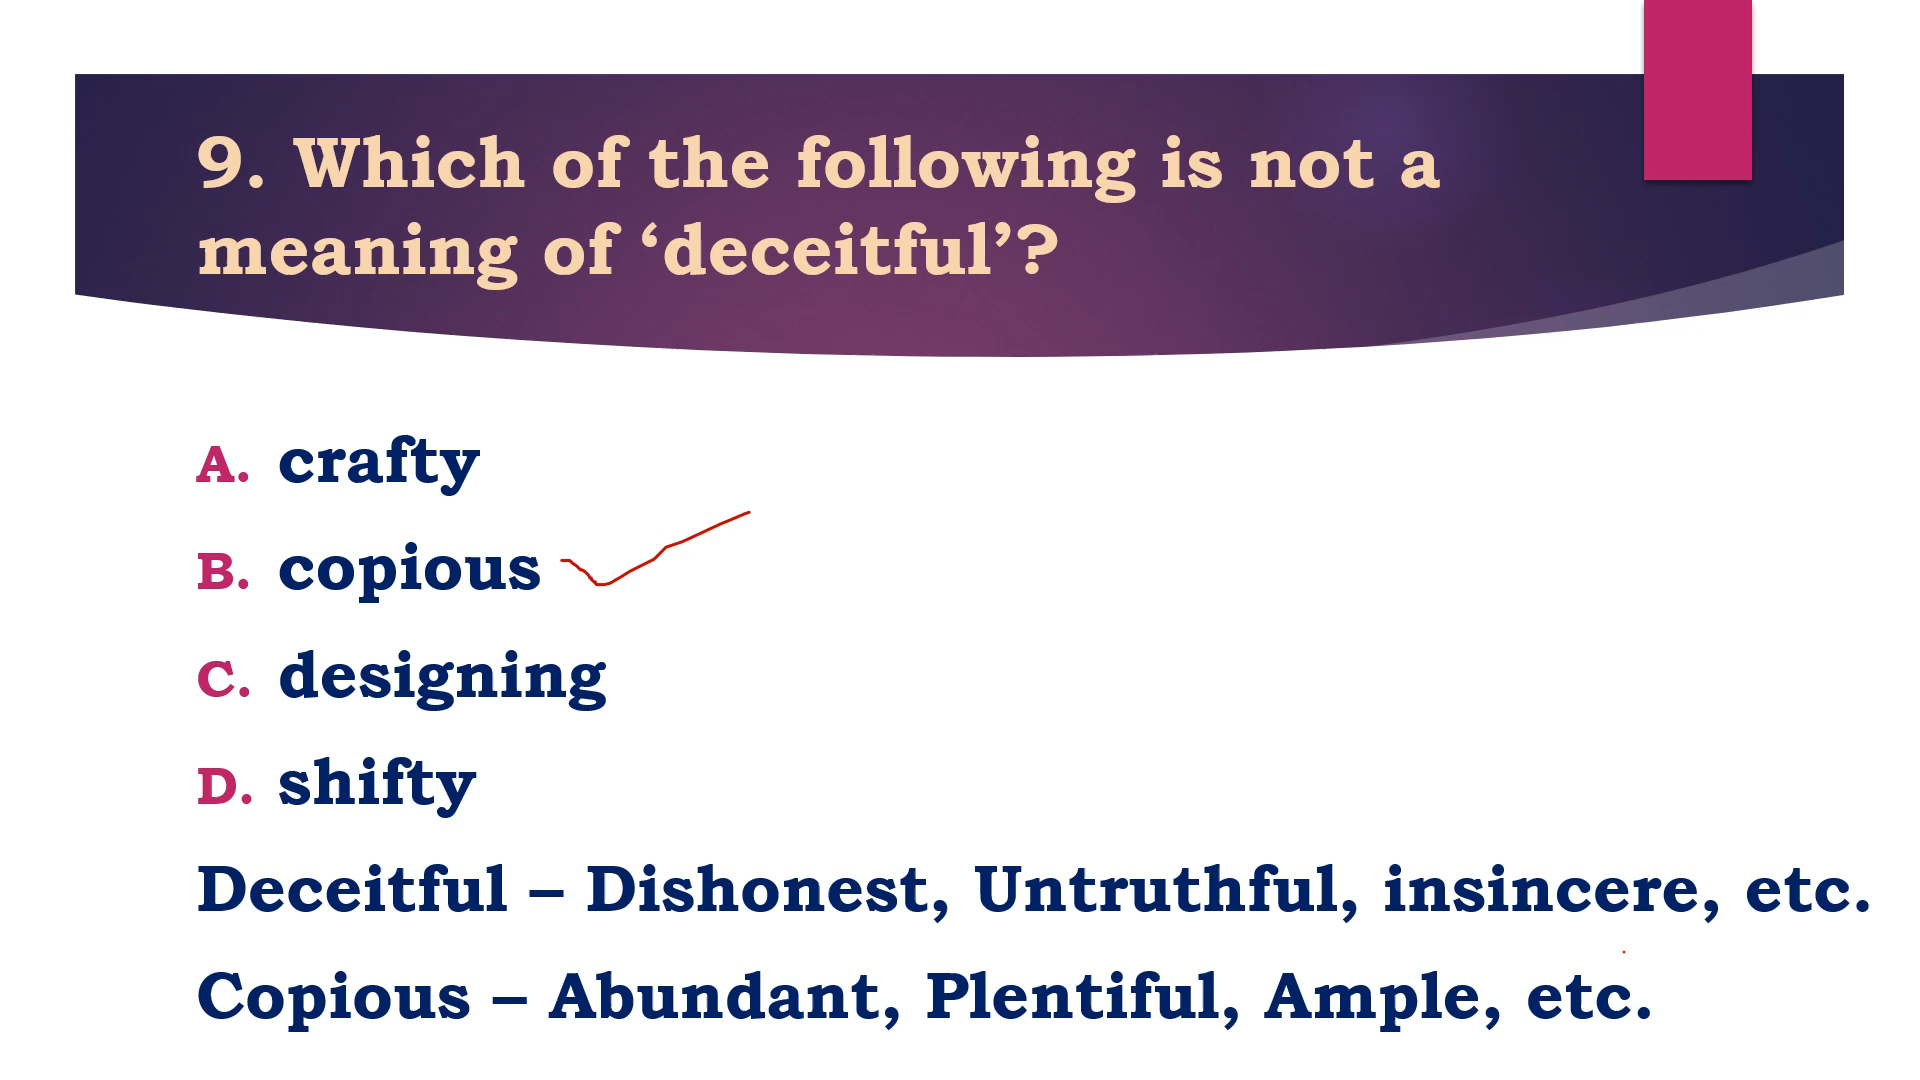 9. Which of the following is not a
meaning of ‘deceitful’?
A. crafty
B. copious
C. designing
D. shifty
Deceitful – Dishonest, Untruthful, insincere, etc.
Copious – Abundant, Plentiful, Ample, etc.